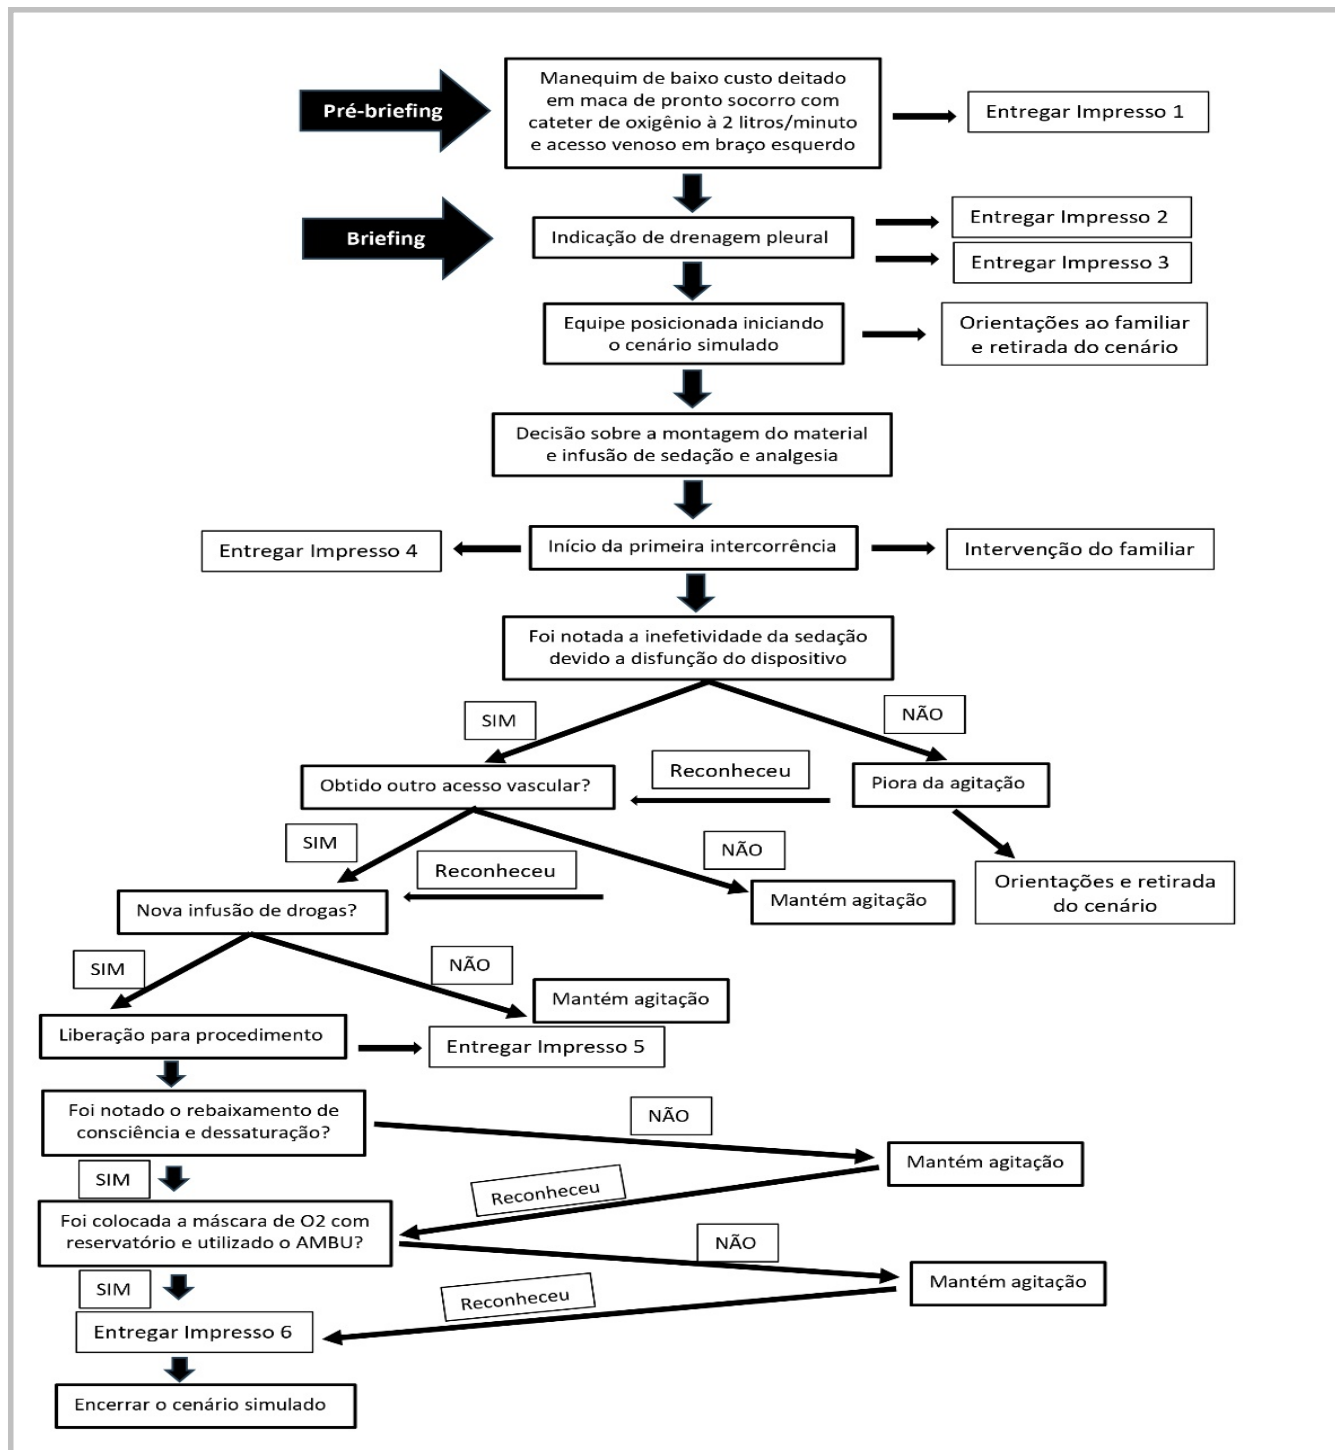 Pré-briefing
Manequim de baixo custo deitado
em maca de pronto socorro com
cateter de oxigênio à 2 litros/minuto
e acesso venoso em braço esquerdo
Entregar Impresso 1
Briefing
Indicação de drenagem pleural
Entregar Impresso 2
Entregar Impresso 3
Equipe posicionada iniciando
o cenário simulado
Orientações ao familiar
e retirada do cenário
Decisão sobre a montagem do material
e infusão de sedação e analgesia
Entregar Impresso 4
Início da primeira intercorrência
Intervenção do familiar
Foi notada a inefetividade da sedação
devido a disfunção do dispositivo
SIM
NÃO
Obtido outro acesso vascular?
Reconheceu
Piora da agitação
SIM
NÃO
Reconheceu
Orientações e retirada
do cenário
Nova infusão de drogas?
Mantém agitação
SIM
NÃO
Mantém agitação
Liberação para procedimento
Entregar Impresso 5
Foi notado o rebaixamento de
consciência e dessaturação?
NÃO
Mantém agitação
SIM
Reconheceu
Foi colocada a máscara de O2 com
reservatório e utilizado o AMBU?
NÃO
Mantém agitação
SIM
Reconheceu
Entregar Impresso 6
Encerrar o cenário simulado